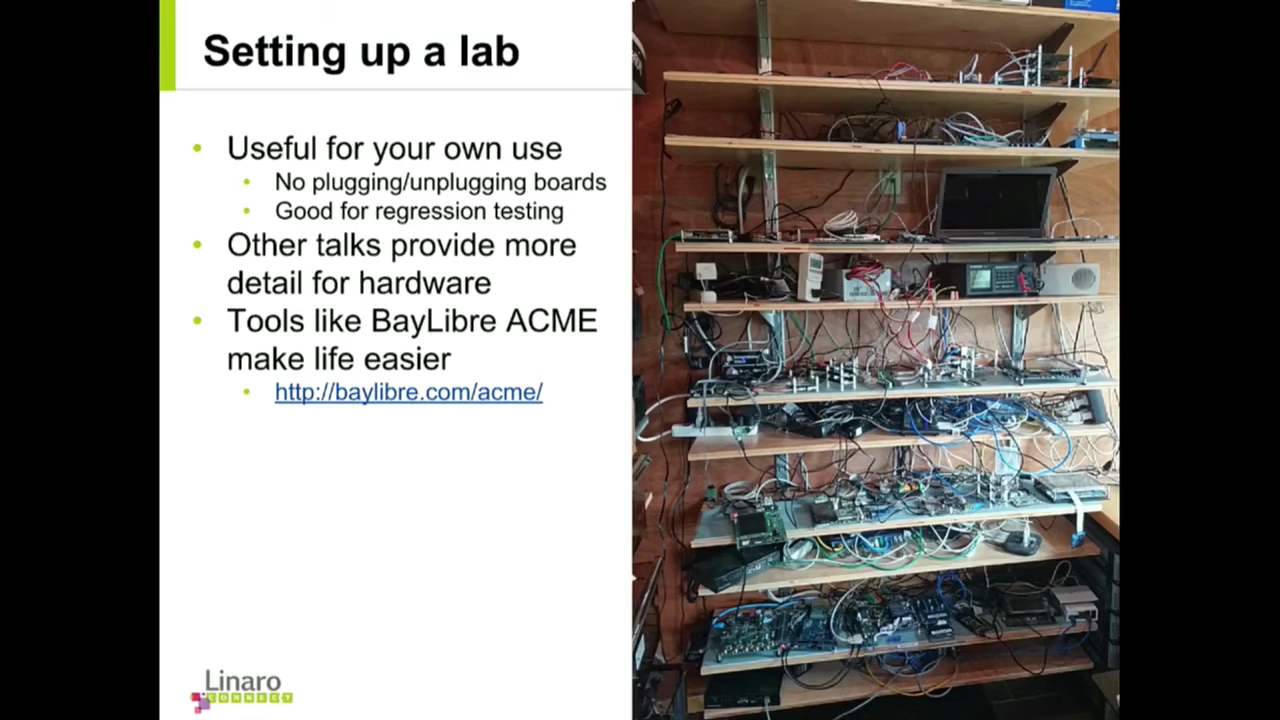 Setting up a lab
• Useful for your own use
• No plugging/unplugging boards
• Good for regression testing
• Other talks provide more
detail for hardware
• Tools like BayLibre ACME
make life easier
• http://baylibre.com/acme/
Linaro
CONNECT